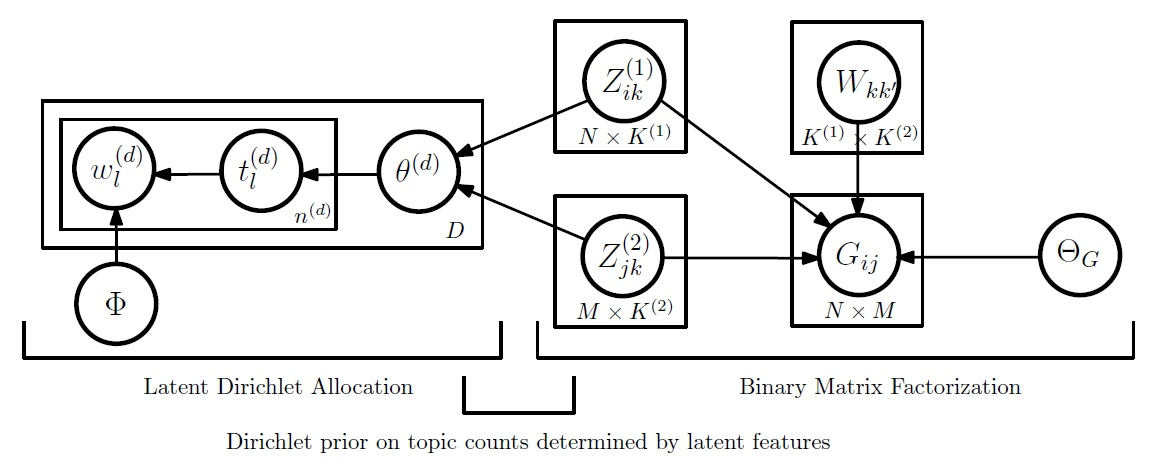 Z_{ik}^{(1)}
N × K^{(1)}
W_{kk'}
K^{(1)} × K^{(2)}
w_l^{(d)}
t_l^{(d)}
θ^{(d)}
n^{(d)}
D
Z_{jk}^{(2)}
M × K^{(2)}
G_{ij}
N × M
Θ_G
Φ
Latent Dirichlet Allocation
Binary Matrix Factorization
Dirichlet prior on topic counts determined by latent features